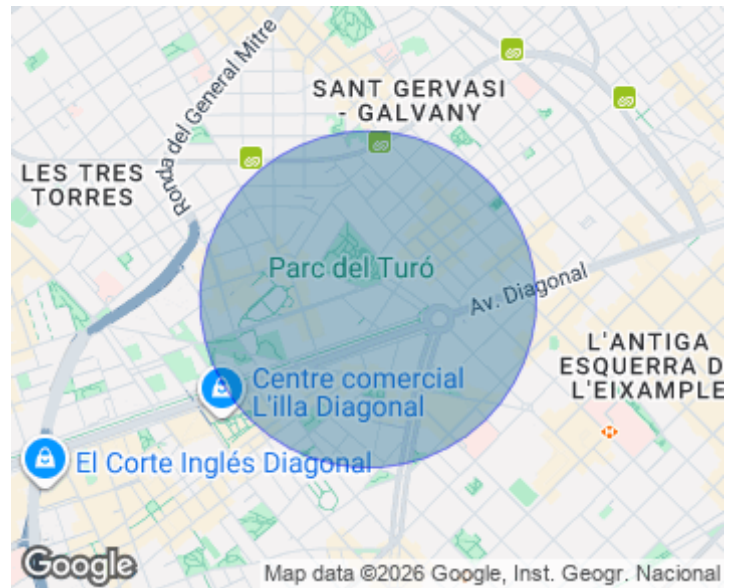 Ronda del General Mitre
SANT GERVASI
- GALVANY
LES TRES
TORRES
Parc del Turó
Av. Diagonal
L'ANTIGA
ESQUERRA D
L'EIXAMPLE
Centre comercial
L'illa Diagonal
El Corte Inglés Diagonal
Google
Map data ©2026 Google, Inst. Geogr. Nacional